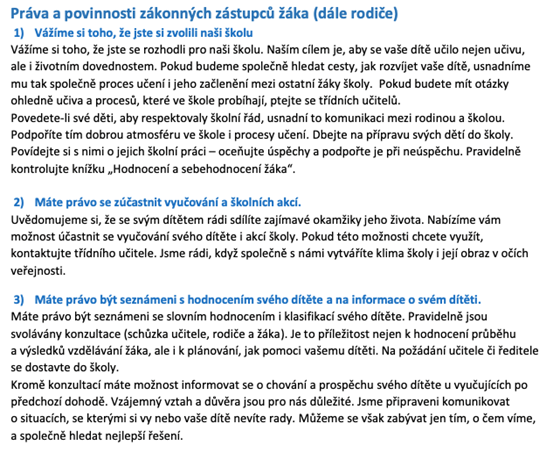 Práva a povinnosti zákonných zástupců žáka (dále rodiče)
1) Vážíme si toho, že jste si zvolili naši školu
Vážíme si toho, že jste se rozhodli pro naši školu. Naším cílem je, aby se vaše dítě učilo nejen učivu,
ale i životním dovednostem. Pokud budeme společně hledat cesty, jak rozvíjet vaše dítě, usnadníme
mu tak společně proces učení i jeho začlenění mezi ostatní žáky školy. Pokud budete mít otázky
ohledně učiva a procesů, které ve škole probíhají, ptejte se třídních učitelů.
Povedete-li své děti, aby respektovaly školní řád, usnadní to komunikaci mezi rodinou a školou.
Podpoříte tím dobrou atmosféru ve škole i procesy učení. Dbejte na přípravu svých dětí do školy.
Povídejte si s nimi o jejich školní práci – oceňujte úspěchy a podpořte je při neúspěchu. Pravidelně
kontrolujte knížku „Hodnocení a sebehodnocení žáka“.
2) Máte právo se zúčastnit vyučování a školních akcí.
Uvědomujeme si, že se svým dítětem rádi sdílíte zajímavé okamžiky jeho života. Nabízíme vám
možnost účastnit se vyučování svého dítěte i akcí školy. Pokud této možnosti chcete využít,
kontaktujte třídního učitele. Jsme rádi, když společně s námi vytváříte klima školy i její obraz v očích
veřejnosti.
3) Máte právo být seznámeni s hodnocením svého dítěte a na informace o svém dítěti.
Máte právo být seznámeni se slovním hodnocením i klasifikací svého dítěte. Pravidelně jsou
svolávány konzultace (schůzka učitele, rodiče a žáka). Je to příležitost nejen k hodnocení průběhu
a výsledků vzdělávání žáka, ale i k plánování, jak pomoci vašemu dítěti. Na požádání učitele či ředitele
se dostavte do školy.
Kromě konzultací máte možnost informovat se o chování a prospěchu svého dítěte u vyučujících po
předchozí dohodě. Vzájemný vztah a důvěra jsou pro nás důležité. Jsme připraveni komunikovat
o situacích, se kterými si vy nebo vaše dítě nevíte rady. Můžeme se však zabývat jen tím, o čem víme,
a společně hledat nejlepší řešení.